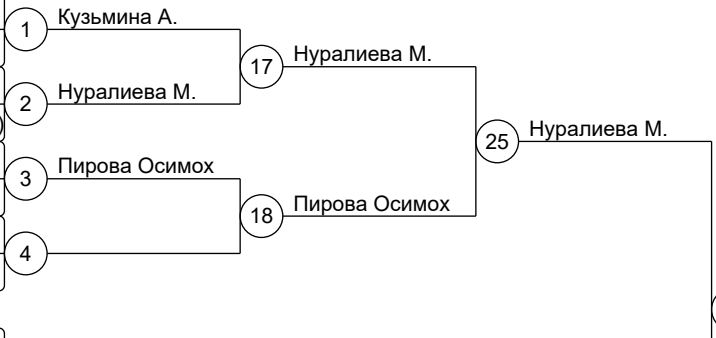 1 Кузьмина А.
17 Нуралиева М.
2 Нуралиева М.
25 Нуралиева М.
3 Пирова Осимох
18 Пирова Осимох
4